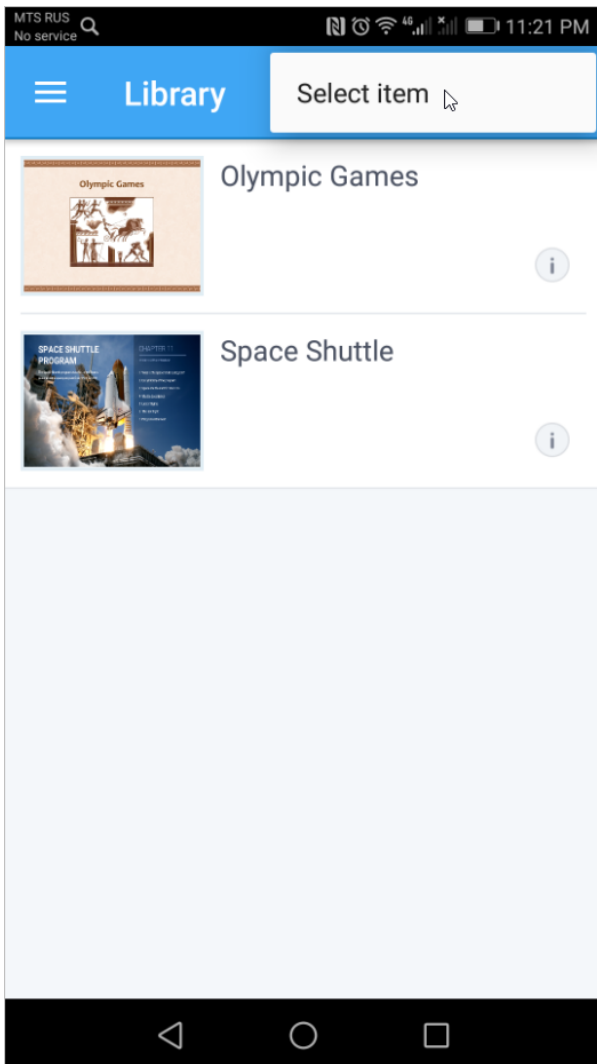 MTS RUS
No service
4G
11:21 PM
Library
Select item
Olympic Games
Olympic Games
i
SPACE SHUTTLE
PROGRAM
CHAPTER
Space Shuttle
i